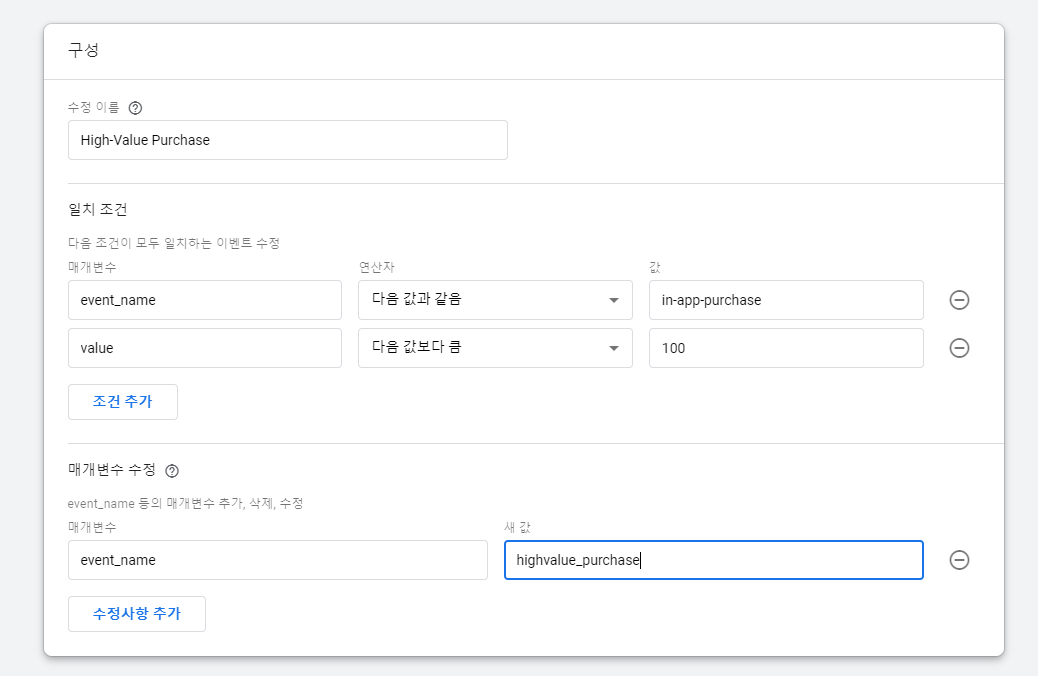 구성
수정 이름
High-Value Purchase
일치 조건
다음 조건이 모두 일치하는 이벤트 수정
매개변수 연산자 값
event_name 다음 값과 같음 in-app-purchase
value 다음 값보다 큼 100
조건 추가
매개변수 수정
event_name 등의 매개변수 추가, 삭제, 수정
매개변수 새 값
event_name highvalue_purchase
수정사항 추가